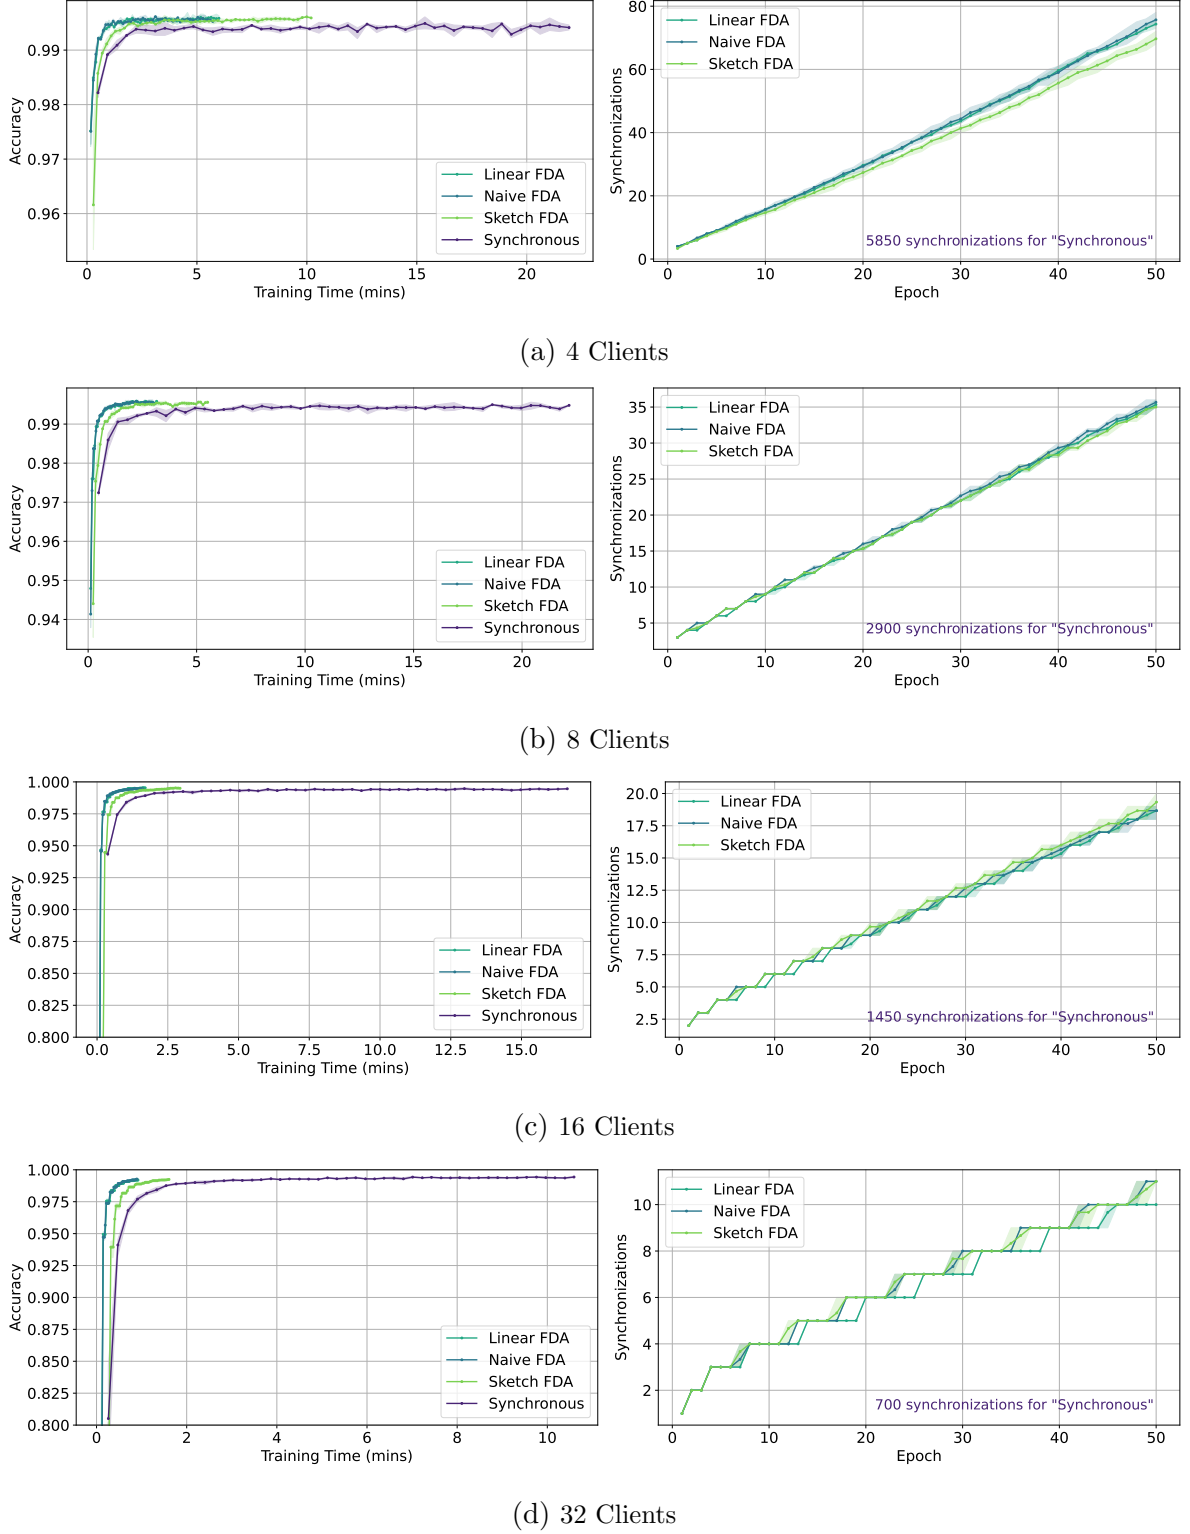 0.99
0.98
0.97
0.96
Accuracy
0 5 10 15 20
Training Time (mins)
Linear FDA
Naive FDA
Sketch FDA
Synchronous
80
60
40
20
0
Synchronizations
Linear FDA
Naive FDA
Sketch FDA
5850 synchronizations for "Synchronous"
0 10 20 30 40 50
Epoch
(a) 4 Clients
0.99
0.98
0.97
0.96
0.95
0.94
Accuracy
0 5 10 15 20
Training Time (mins)
Linear FDA
Naive FDA
Sketch FDA
Synchronous
35
30
25
20
15
10
5
Synchronizations
Linear FDA
Naive FDA
Sketch FDA
2900 synchronizations for "Synchronous"
0 10 20 30 40 50
Epoch
(b) 8 Clients
1.000
0.975
0.950
0.925
0.900
0.875
0.850
0.825
0.800
Accuracy
0.0 2.5 5.0 7.5 10.0 12.5 15.0
Training Time (mins)
Linear FDA
Naive FDA
Sketch FDA
Synchronous
20.0
17.5
15.0
12.5
10.0
7.5
5.0
2.5
Synchronizations
Linear FDA
Naive FDA
Sketch FDA
1450 synchronizations for "Synchronous"
0 10 20 30 40 50
Epoch
(c) 16 Clients
1.000
0.975
0.950
0.925
0.900
0.875
0.850
0.825
0.800
Accuracy
0 2 4 6 8 10
Training Time (mins)
Linear FDA
Naive FDA
Sketch FDA
Synchronous
10
8
6
4
2
Synchronizations
Linear FDA
Naive FDA
Sketch FDA
700 synchronizations for "Synchronous"
0 10 20 30 40 50
Epoch
(d) 32 Clients